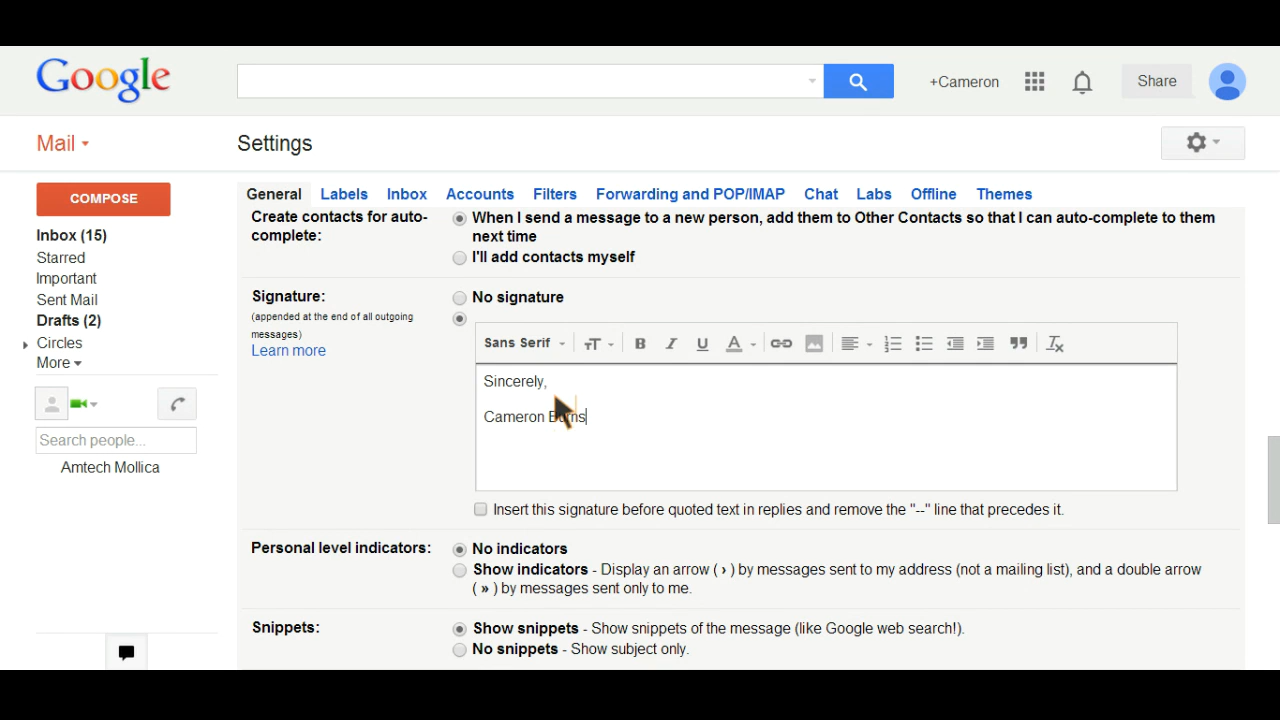 Google
+Cameron
Share
Mail
Settings
COMPOSE
General Labels Inbox Accounts Filters Forwarding and POP/IMAP Chat Labs Offline Themes
Inbox (15)
Starred
Important
Sent Mail
Drafts (2)
Circles
More
Search people...
Amtech Mollica
Create contacts for auto-
complete:
When I send a message to a new person, add them to Other Contacts so that I can auto-complete to them
next time
I'll add contacts myself
Signature:
(appended at the end of all outgoing
messages)
Learn more
No signature
Sans Serif
Sincerely,
Cameron Burns
Insert this signature before quoted text in replies and remove the "--" line that precedes it.
Personal level indicators:
No indicators
Show indicators - Display an arrow ( › ) by messages sent to my address (not a mailing list), and a double arrow
( » ) by messages sent only to me.
Snippets:
Show snippets - Show snippets of the message (like Google web search!).
No snippets - Show subject only.